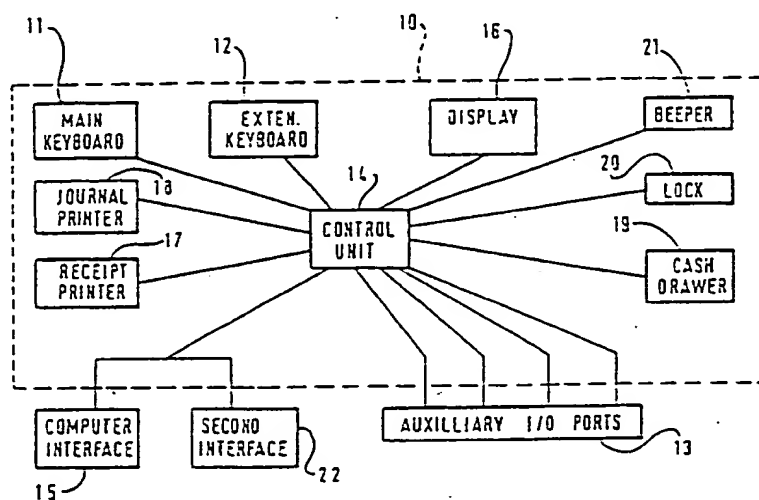 11
12
10
16
21
MAIN
KEYBOARD
EXTEN.
KEYBOARD
DISPLAY
BEEPER
18
14
20
JOURNAL
PRINTER
LOCK
CONTROL
UNIT
17
19
RECEIPT
PRINTER
CASH
DRAWER
COMPUTER
INTERFACE
SECOND
INTERFACE
AUXILLIARY I/O PORTS
15
22
13